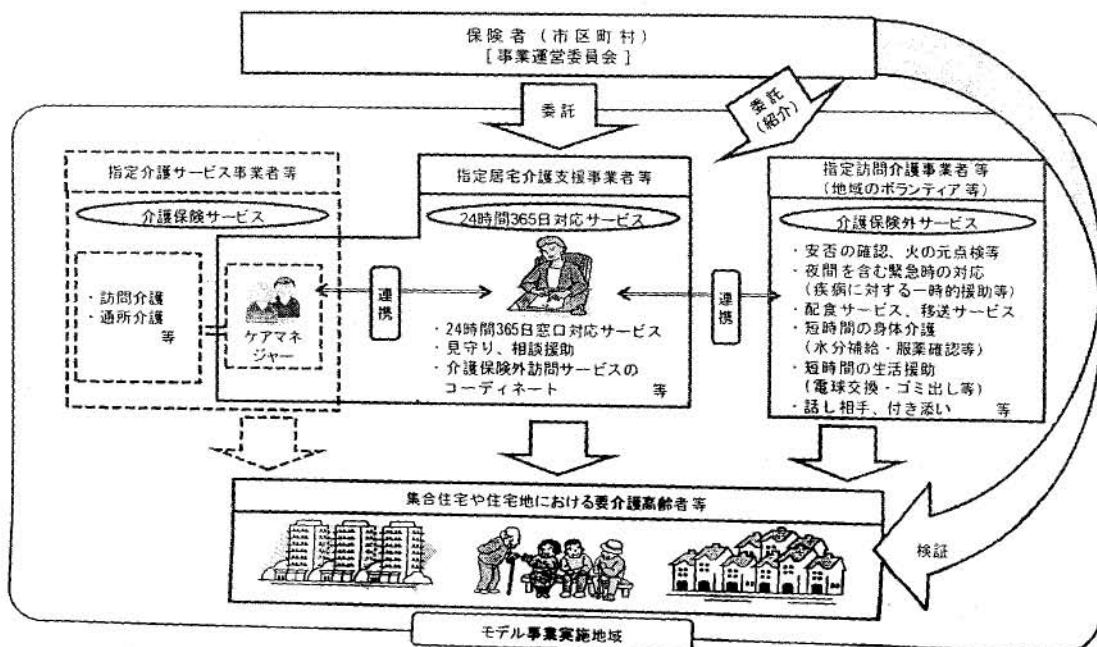 保険者(市区町村)
[事業運営委員会]
委託
委託
(紹介)
指定介護サービス事業者等
介護保険サービス
・訪問介護
・通所介護
等
ケアマネ
ジャー
連携
指定居宅介護支援事業者等
24時間365日対応サービス
・24時間365日窓口対応サービス
・見守り、相談援助
・介護保険外訪問サービスの
コーディネート 等
連携
指定訪問介護事業者等
(地域のボランティア等)
介護保険外サービス
・安否の確認、火の元点検等
・夜間を含む緊急時の対応
(疾病に対する一時的援助等)
・配食サービス、移送サービス
・短時間の身体介護
(水分補給・服薬確認等)
・短時間の生活援助
(電球交換・ゴミ出し等)
・話し相手、付き添い 等
集合住宅や住宅地における要介護高齢者等
検証
モデル事業実施地域